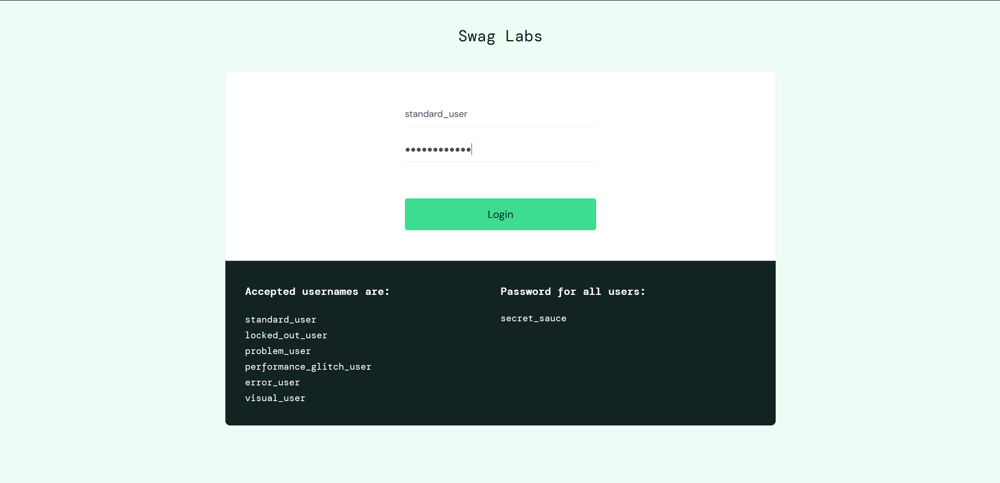 Swag Labs
standard_user
••••••••••••
Login
Accepted usernames are:
standard_user
locked_out_user
problem_user
performance_glitch_user
error_user
visual_user
Password for all users:
secret_sauce